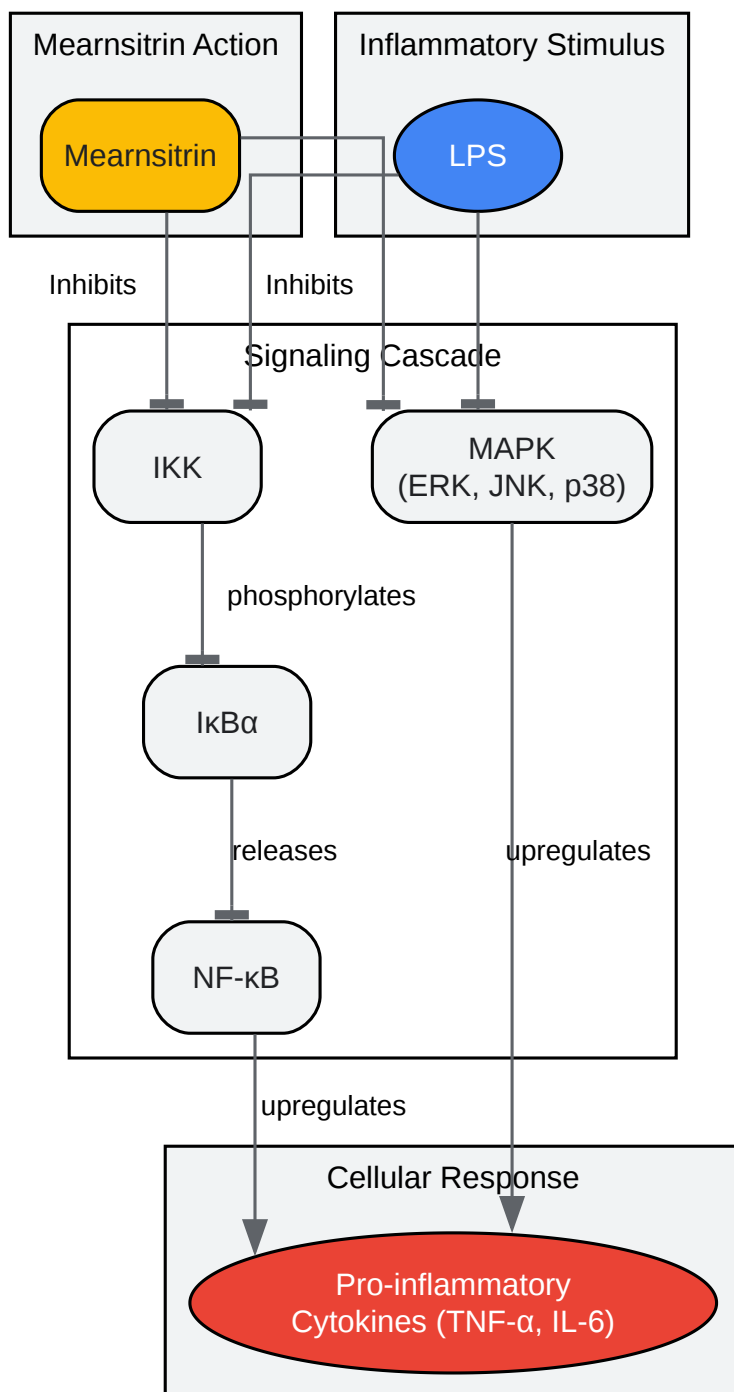 Mearnsitrin Action
Inflammatory Stimulus
Mearnsitrin
LPS
Inhibits
Inhibits
Signaling Cascade
IKK
MAPK
(ERK, JNK, p38)
phosphorylates
IκBα
releases
upregulates
NF-κB
upregulates
Cellular Response
Pro-inflammatory
Cytokines (TNF-α, IL-6)